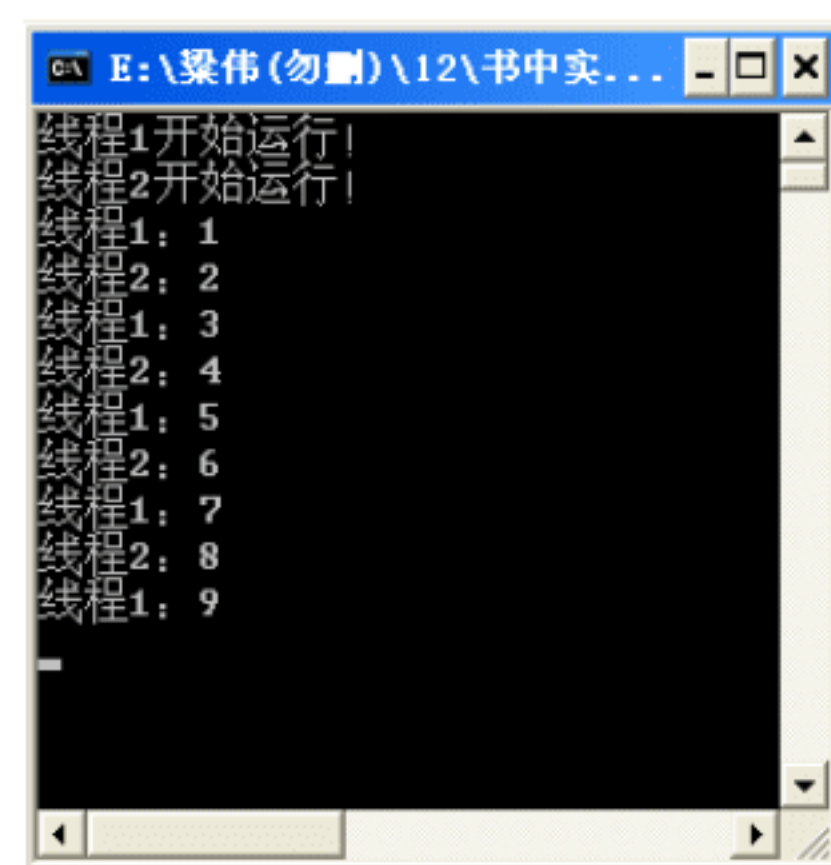 E:\梁伟(勿删)\12\书中实...
线程1开始运行!
线程2开始运行!
线程1: 1
线程2: 2
线程1: 3
线程2: 4
线程1: 5
线程2: 6
线程1: 7
线程2: 8
线程1: 9